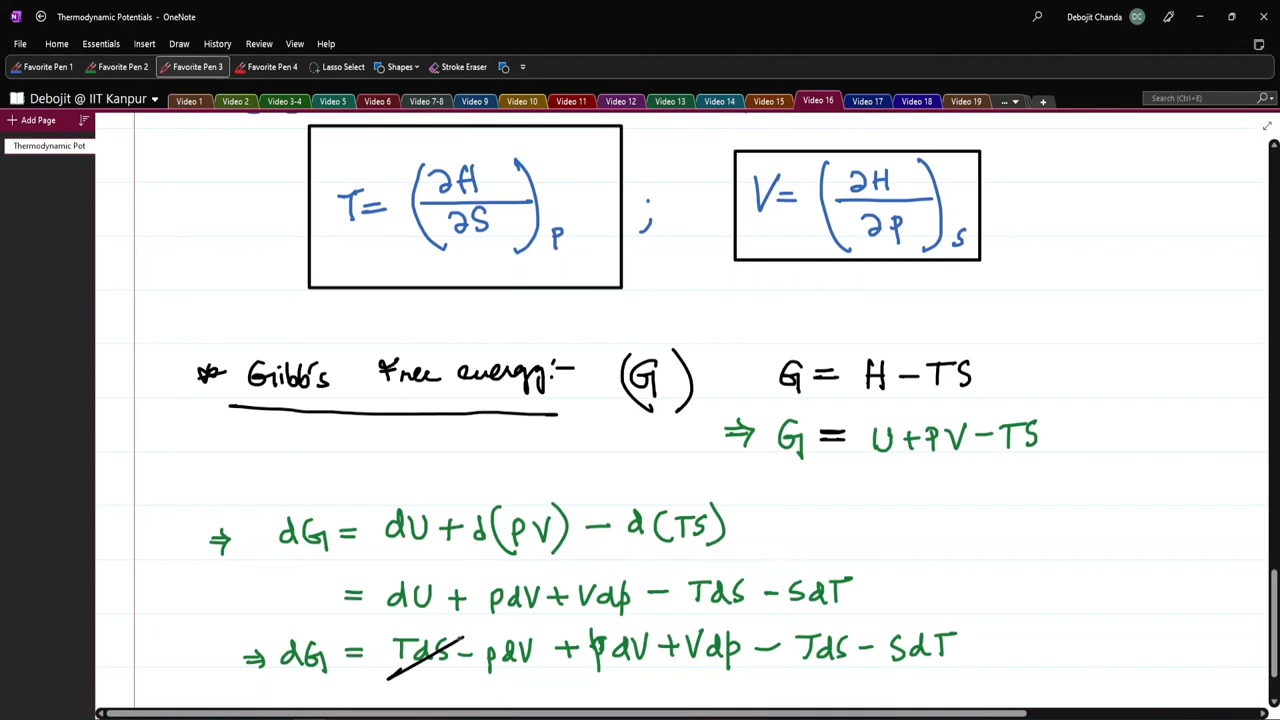 Thermodynamic Potentials - OneNote
Debojit Chanda DC
File Home Essentials Insert Draw History Review View Help
Favorite Pen 1 Favorite Pen 2 Favorite Pen 3 Favorite Pen 4 Lasso Select Shapes Stroke Eraser
Debojit @ IIT Kanpur Video 1 Video 2 Video 3-4 Video 5 Video 6 Video 7-8 Video 9 Video 10 Video 11 Video 12 Video 13 Video 14 Video 15 Video 16 Video 17 Video 18 Video 19 ... + Search (Ctrl+E)
+ Add Page
Thermodynamic Pot
T = (∂H/∂S)_P ; V = (∂H/∂P)_S
* Gibb's Free energy:- (G) G = H - TS
⇒ G = U + PV - TS
⇒ dG = dU + d(PV) - d(TS)
= dU + pdV + Vdp - TdS - SdT
⇒ dG = TdS - pdV + pdV + Vdp - TdS - SdT